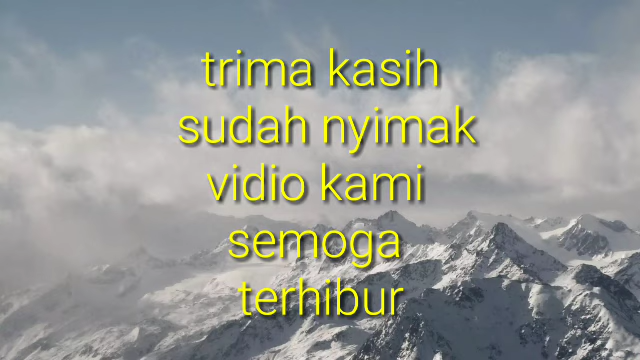 trima kasih
sudah nyimak
vidio kami
semoga
terhibur